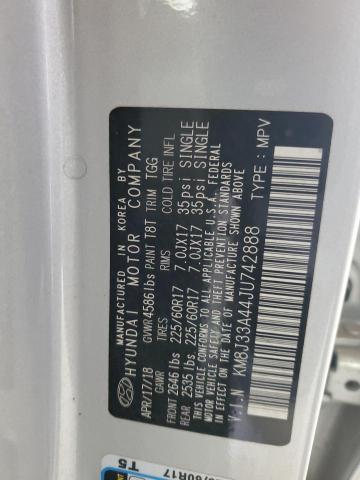 MANUFACTURED IN KOREA BY
HYUNDAI MOTOR COMPANY
APR/17/18 GVWR4586lbs PAINT T8T TRIM TGG
GAWR TIRES RIMS COLD TIRE INFL
FRONT 2646 lbs 225/60R17 7.0JX17 35psi SINGLE
REAR 2535 lbs 225/60R17 7.0JX17 35psi SINGLE
THIS VEHICLE CONFORMS TO ALL APPLICABLE U.S.A. FEDERAL
MOTOR VEHICLE SAFETY AND THEFT PREVENTION
STANDARDS IN EFFECT ON THE DATE OF MANUFACTURE SHOWN ABOVE
V.I.N KM8J33A44JU742888 TYPE: MPV
/60R17
T5